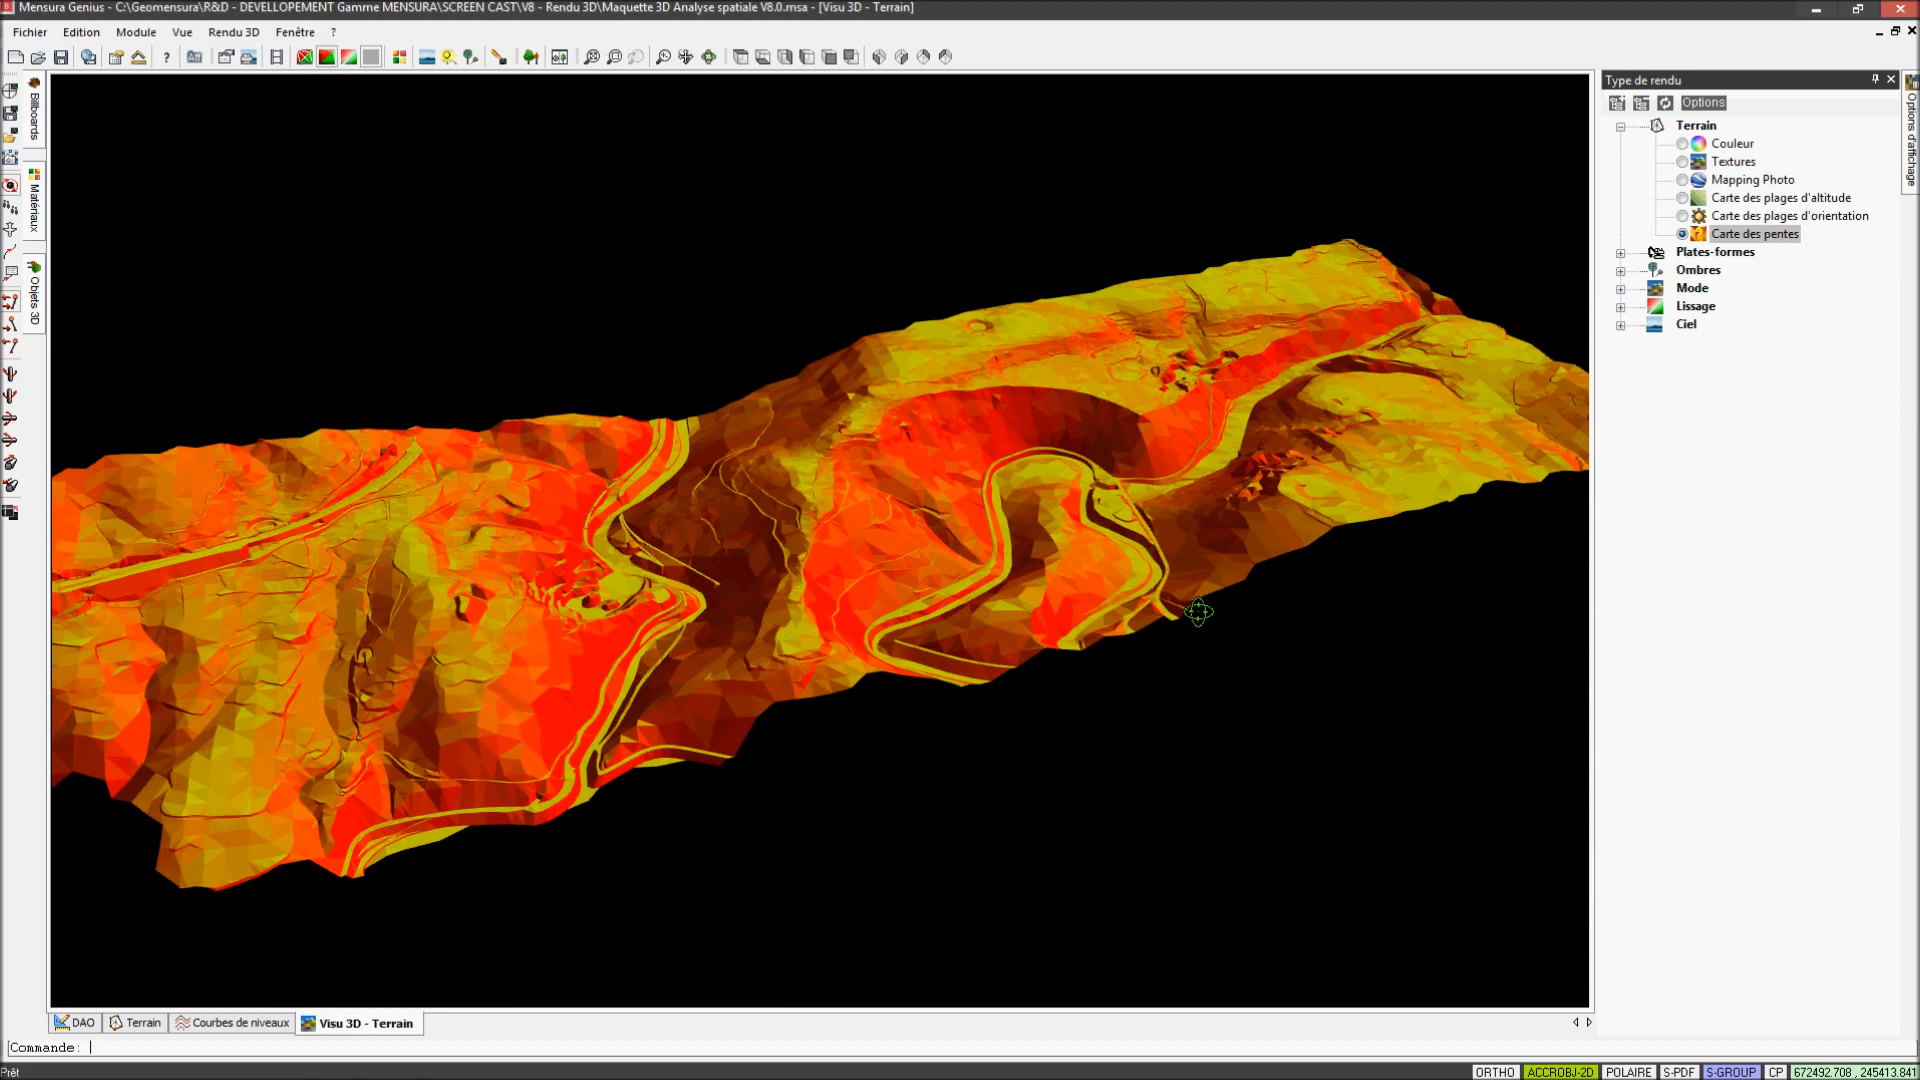 Mensura Genius - C:\Geomensura\R&D - DEVELLOPEMENT Gamme MENSURA\SCREEN CAST\V8 - Rendu 3D\Maquette 3D Analyse spatiale V8.0.msa - [Visu 3D - Terrain]
Fichier Edition Module Vue Rendu 3D Fenêtre ?
Billboards
Matériaux
Objets 3D
Type de rendu
Options
Terrain
Couleur
Textures
Mapping Photo
Carte des plages d'altitude
Carte des plages d'orientation
Carte des pentes
Plates-formes
Ombres
Mode
Lissage
Ciel
Options d'affichage
DAO Terrain Courbes de niveaux Visu 3D - Terrain
Commande:
Prêt ORTHO ACCROBJ-2D POLAIRE S-PDF S-GROUP CP 672492.708 , 245413.841